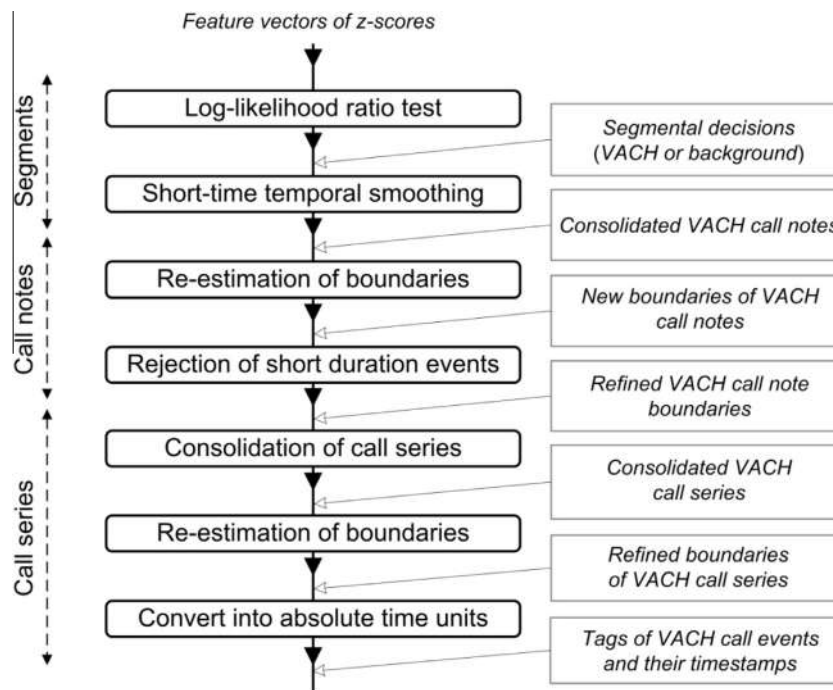 Feature vectors of z-scores
Segments
Log-likelihood ratio test
Segmental decisions
(VACH or background)
Short-time temporal smoothing
Consolidated VACH call notes
Call notes
Re-estimation of boundaries
New boundaries of VACH
call notes
Rejection of short duration events
Refined VACH call note
boundaries
Call series
Consolidation of call series
Consolidated VACH
call series
Re-estimation of boundaries
Refined boundaries
of VACH call series
Convert into absolute time units
Tags of VACH call events
and their timestamps